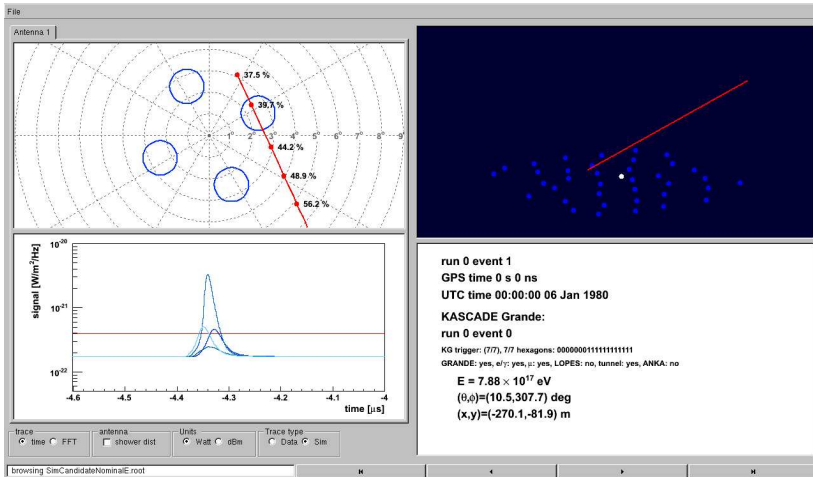 File
Antenna 1
37.5 %
39.7 %
1° 2° 3° 4° 5° 6° 7° 8° 9°
44.2 %
48.9 %
56.2 %
signal [W/m²/Hz]
10⁻²⁰
10⁻²¹
10⁻²²
-4.6 -4.5 -4.4 -4.3 -4.2 -4.1 -4
time [μs]
run 0 event 1
GPS time 0 s 0 ns
UTC time 00:00:00 06 Jan 1980
KASCADE Grande:
run 0 event 0
KG trigger: (7/7), 7/7 hexagons: 0000000111111111111
GRANDE: yes, e/γ: yes, μ: yes, LOPES: no, tunnel: yes, ANKA: no
E = 7.88 × 10¹⁷ eV
(θ,ϕ)=(10.5,307.7) deg
(x,y)=(-270.1,-81.9) m
trace antenna Units Trace type
time FFT shower dist Watt dBm Data Sim
browsing SimCandidateNominalE.root